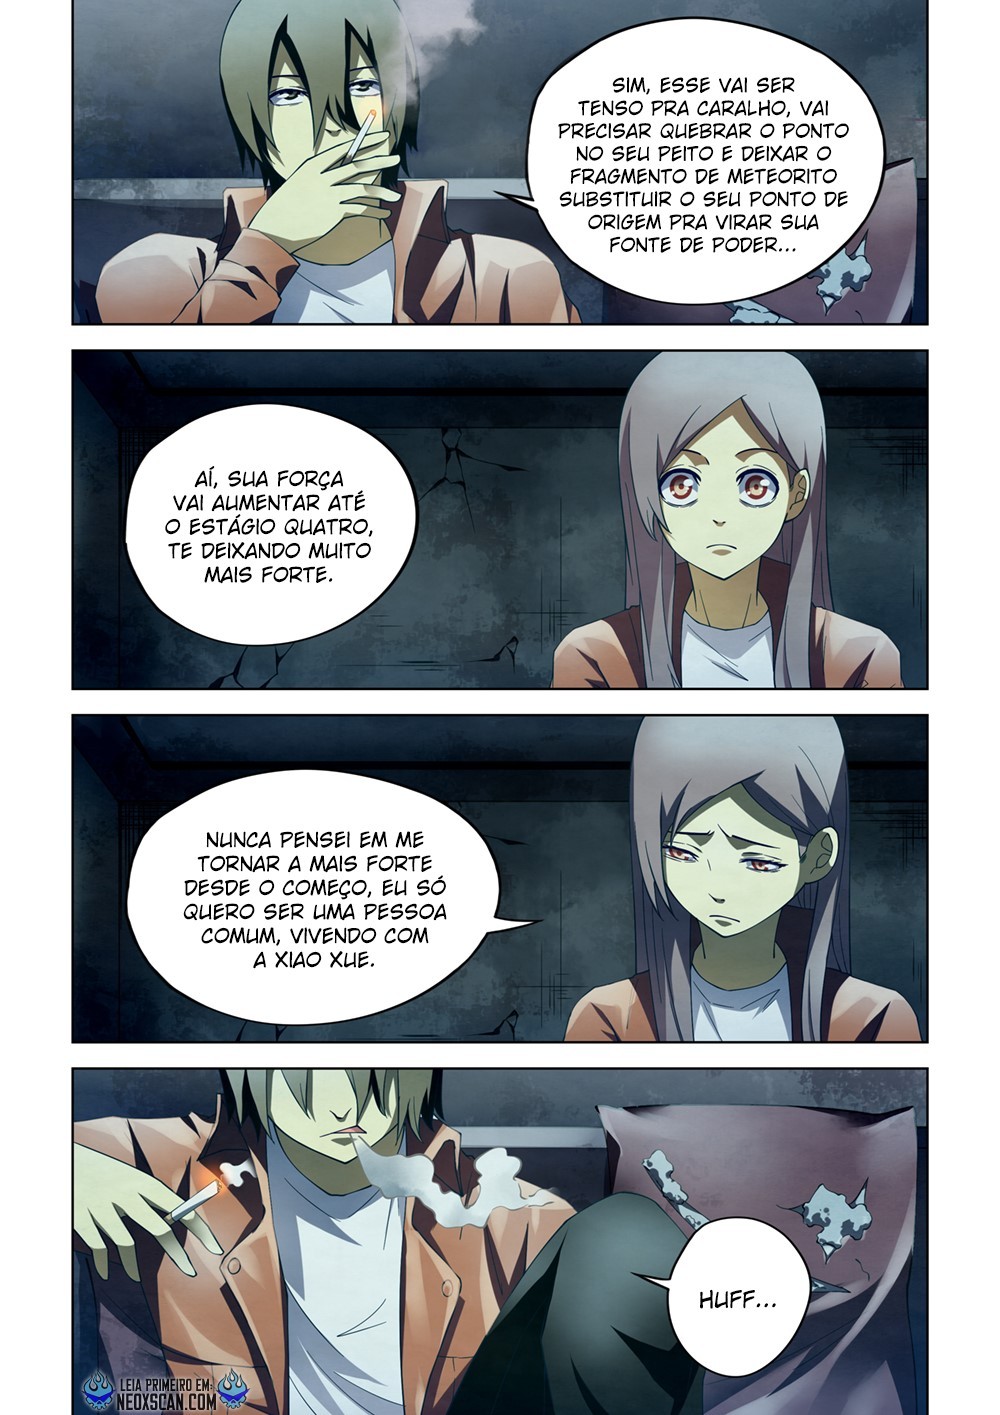 SIM, ESSE VAI SER
TENSO PRA CARALHO, VAI
PRECISAR QUEBRAR O PONTO
NO SEU PEITO E DEIXAR O
FRAGMENTO DE METEORITO
SUBSTITUIR O SEU PONTO DE
ORIGEM PRA VIRAR SUA
FONTE DE PODER...
AÍ, SUA FORÇA
VAI AUMENTAR ATÉ
O ESTÁGIO QUATRO,
TE DEIXANDO MUITO
MAIS FORTE.
NUNCA PENSEI EM ME
TORNAR A MAIS FORTE
DESDE O COMEÇO, EU SÓ
QUERO SER UMA PESSOA
COMUM, VIVENDO COM
A XIAO XUE.
HUFF...
LEIA PRIMEIRO EM:
NEOXSCAN.COM